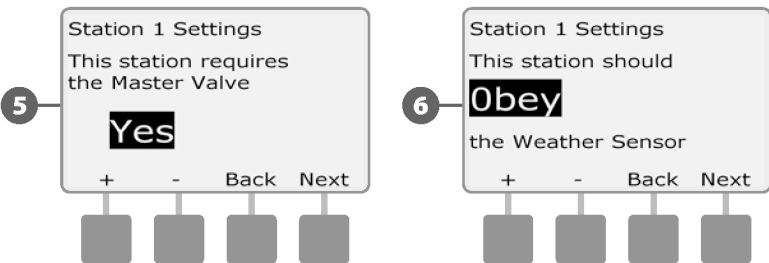 Station 1 Settings
This station requires
the Master Valve
5
Yes
+ - Back Next
Station 1 Settings
This station should
6
0bey
the Weather Sensor
+ - Back Next